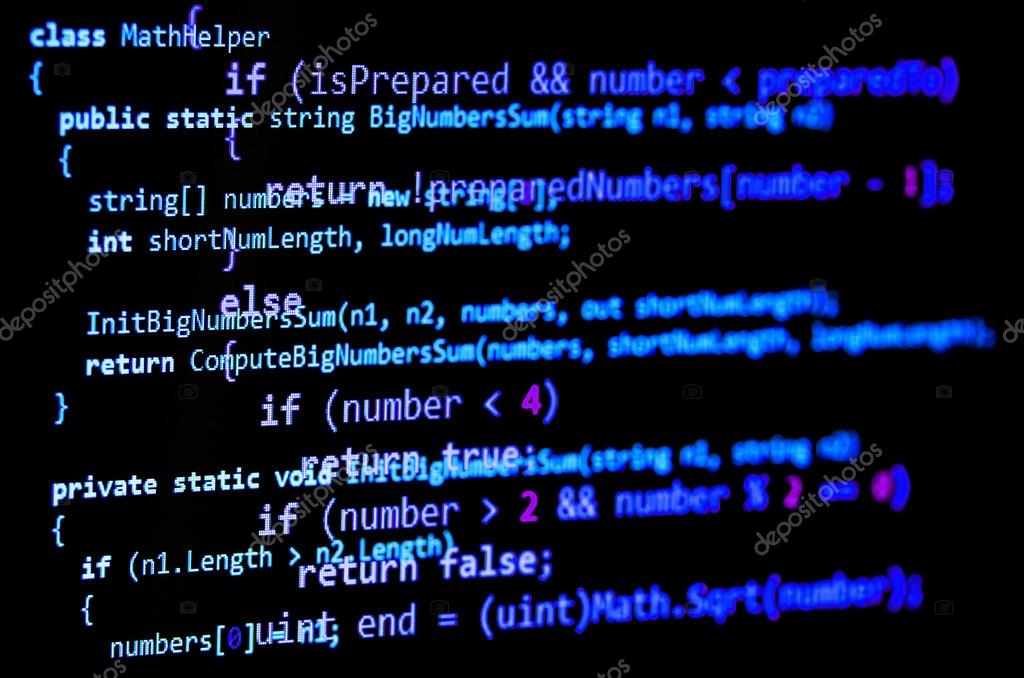 class MathHelper
{
{
if (isPrepared && number < preparedTo)
public static string BigNumbersSum(string n1, string n2)
{
{
return !preparedNumbers[number - 1];
string[] numbers = new string[2];
int shortNumLength, longNumLength;
}
else
InitBigNumbersSum(n1, n2, numbers, out shortNumLength);
{
return ComputeBigNumbersSum(numbers, shortNumLength, longNumLength);
}
if (number < 4)
return true;
private static void InitBigNumbersSum(string n1, string n2)
{
if (number > 2 && number % 2 == 0)
if (n1.Length > n2.Length)
return false;
{
uint end = (uint)Math.Sqrt(number);
numbers[0] = n1;
depositphotos